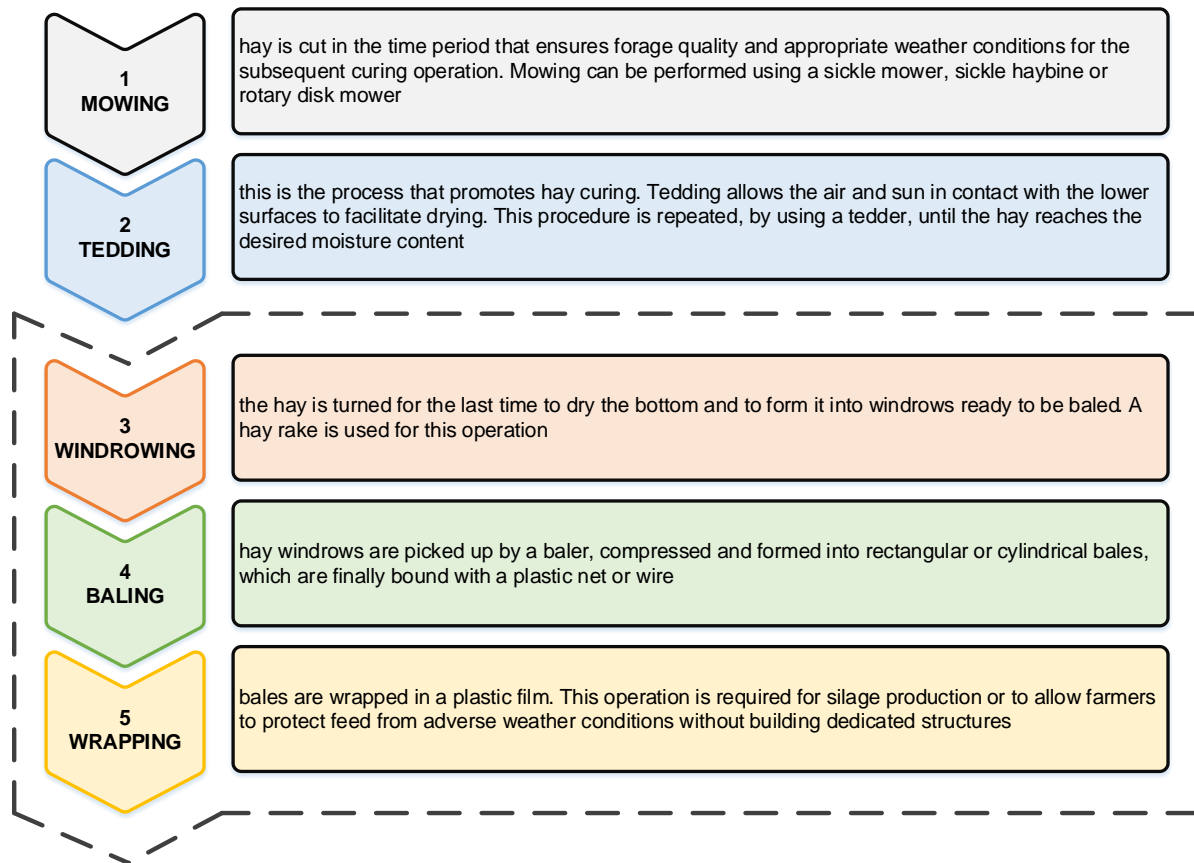 1
MOWING
hay is cut in the time period that ensures forage quality and appropriate weather conditions for the
subsequent curing operation. Mowing can be performed using a sickle mower, sickle haybine or
rotary disk mower
2
TEDDING
this is the process that promotes hay curing. Tedding allows the air and sun in contact with the lower
surfaces to facilitate drying. This procedure is repeated, by using a tedder, until the hay reaches the
desired moisture content
3
WINDROWING
the hay is turned for the last time to dry the bottom and to form it into windrows ready to be baled. A
hay rake is used for this operation
4
BALING
hay windrows are picked up by a baler, compressed and formed into rectangular or cylindrical bales,
which are finally bound with a plastic net or wire
5
WRAPPING
bales are wrapped in a plastic film. This operation is required for silage production or to allow farmers
to protect feed from adverse weather conditions without building dedicated structures